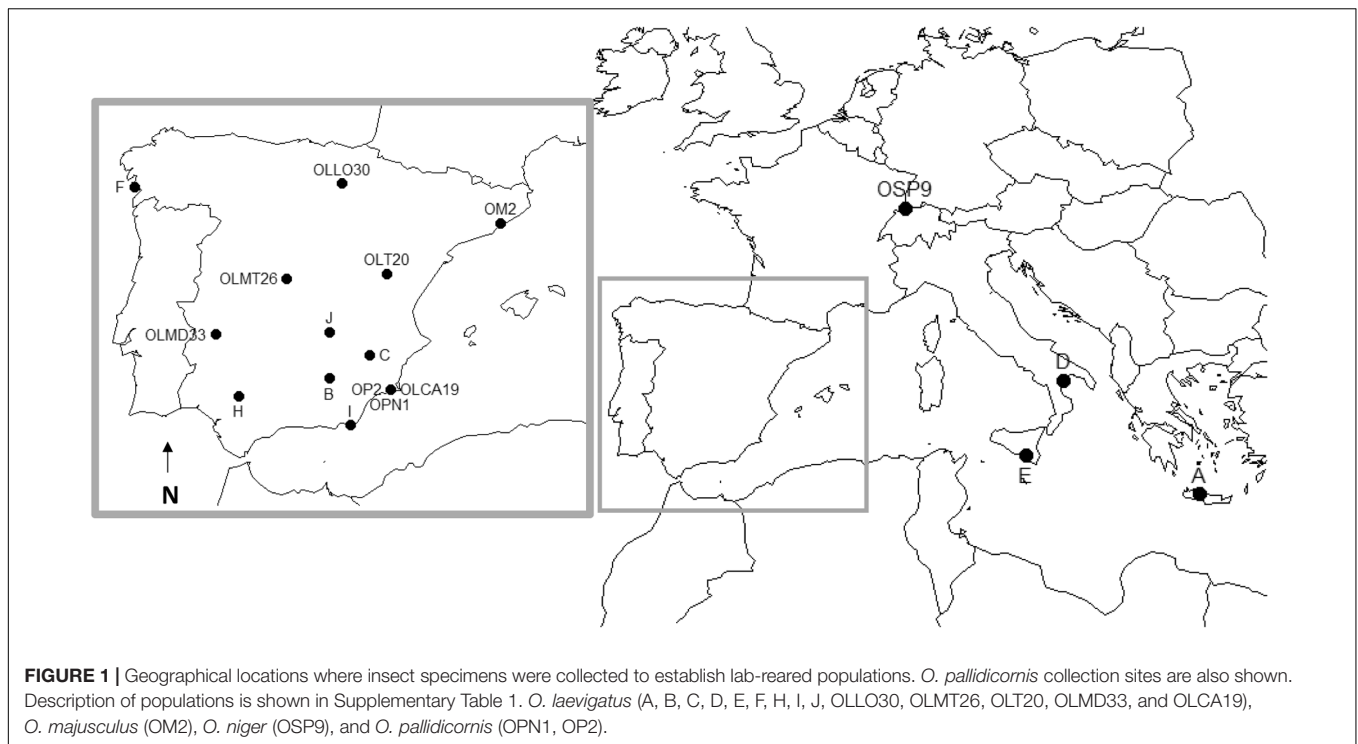 F
OLLO30
OM2
OLMT26
OLT20
OLMD33
J
C
B
OP2 OLCA19
OPN1
H
I
N
OSP9
D
E
A
FIGURE 1 | Geographical locations where insect specimens were collected to establish lab-reared populations. O. pallidicornis collection sites are also shown.
Description of populations is shown in Supplementary Table 1. O. laevigatus (A, B, C, D, E, F, H, I, J, OLLO30, OLMT26, OLT20, OLMD33, and OLCA19),
O. majusculus (OM2), O. niger (OSP9), and O. pallidicornis (OPN1, OP2).